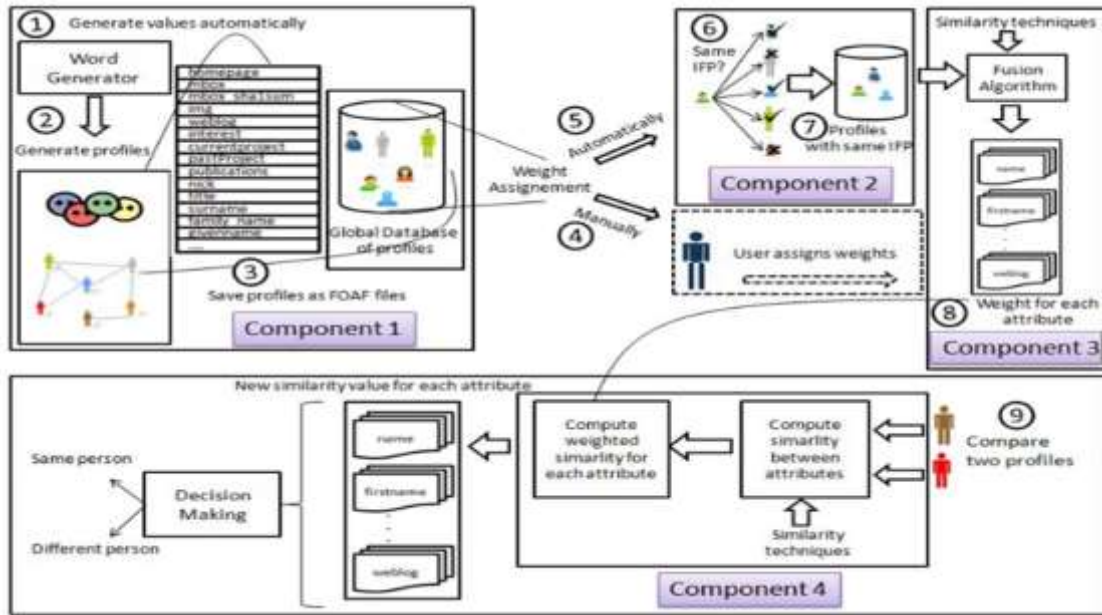 1
Generate values automatically
Word
Generator
2
Generate profiles
homepage
mbox
mbox_sha1sum
img
weblog
interest
currentproject
pastProject
publications
nick
title
surname
family_name
givenname
....
Global Database
of profiles
3
Save profiles as FOAF files
Component 1
Weight
Assignement
5
Automatically
Manually
4
6
Same
IFP?
7
Profiles
with same IFP
Component 2
User assigns weights
Similarity techniques
Fusion
Algorithm
name
firstname
weblog
8
Weight for each
attribute
Component 3
New similarity value for each attribute
Same person
Decision
Making
Different person
name
firstname
weblog
Compute
weighted
simarlity for
each attribute
Compute
simarlity
between
attributes
Similarity
techniques
9
Compare
two profiles
Component 4